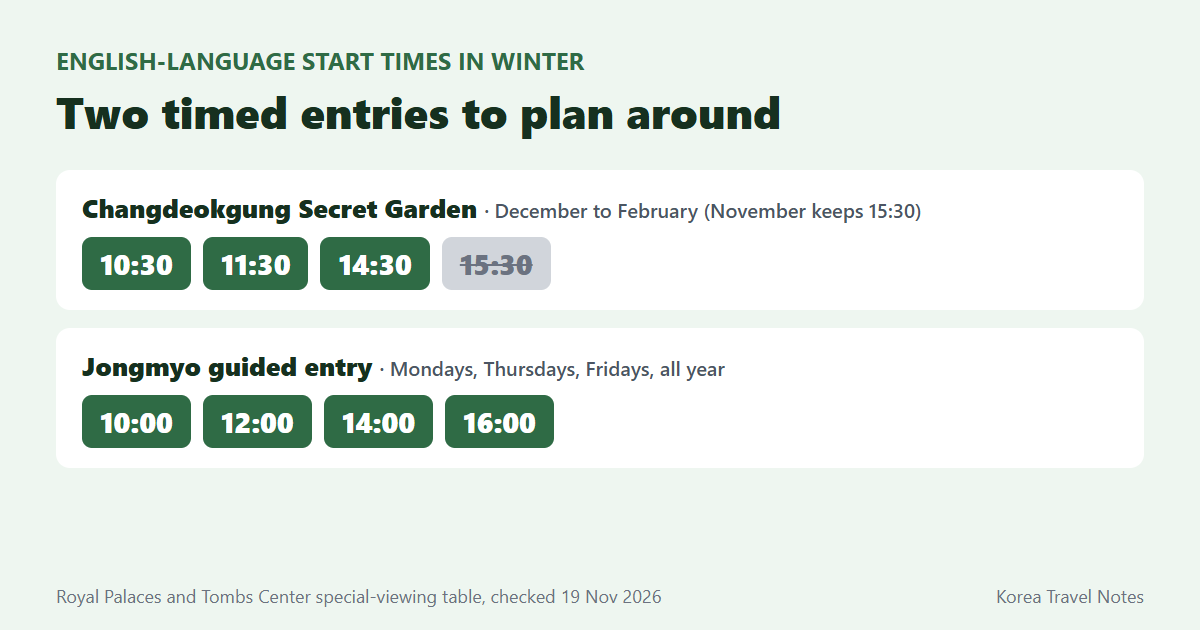 ENGLISH-LANGUAGE START TIMES IN WINTER
Two timed entries to plan around
Changdeokgung Secret Garden · December to February (November keeps 15:30)
10:30 11:30 14:30 15:30
Jongmyo guided entry · Mondays, Thursdays, Fridays, all year
10:00 12:00 14:00 16:00
Royal Palaces and Tombs Center special-viewing table, checked 19 Nov 2026 Korea Travel Notes